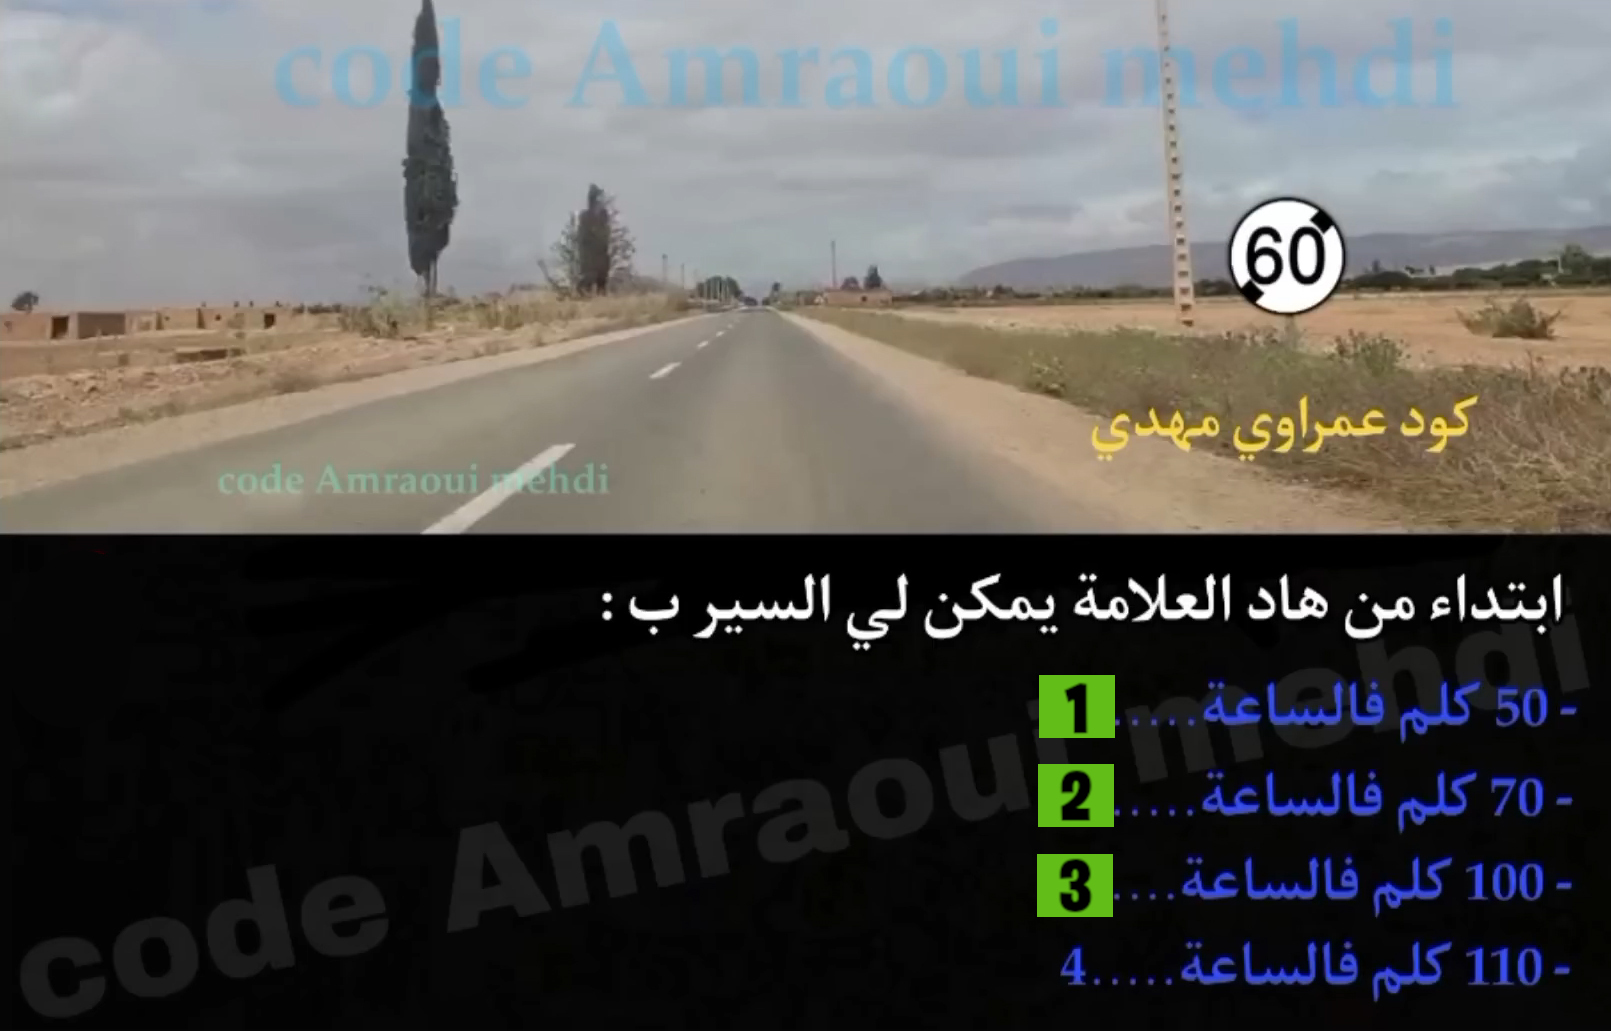 code Amraoui mehdi
60
كود عمراوي مهدي
code Amraoui mehdi
ابتداء من هاد العلامة يمكن لي السير ب :
- 50 كلم فالساعة.....1
- 70 كلم فالساعة.....2
- 100 كلم فالساعة....3
- 110 كلم فالساعة.....4
code Amraoui mehdi